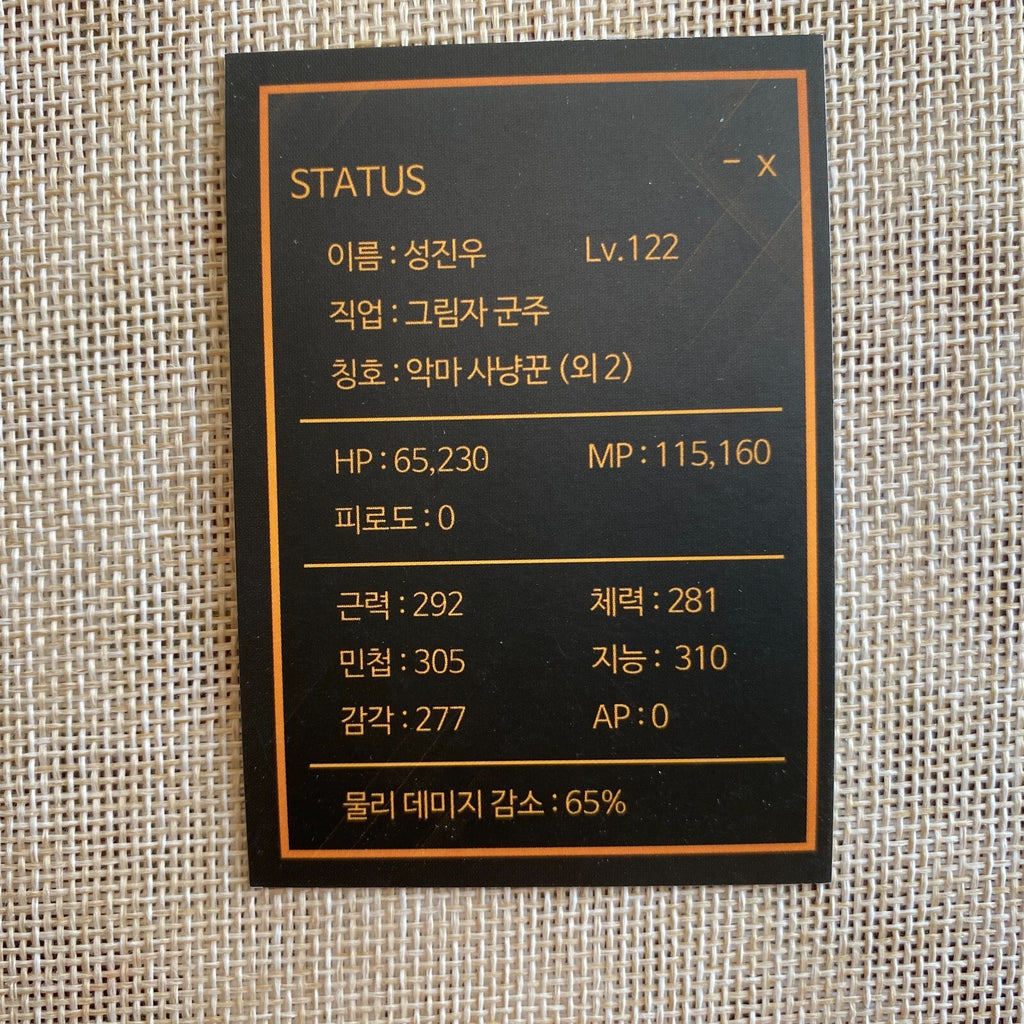 STATUS – x
이름 : 성진우 Lv.122
직업 : 그림자 군주
칭호 : 악마 사냥꾼 (외 2)
HP : 65,230 MP : 115,160
피로도 : 0
근력 : 292 체력 : 281
민첩 : 305 지능 : 310
감각 : 277 AP : 0
물리 데미지 감소 : 65%